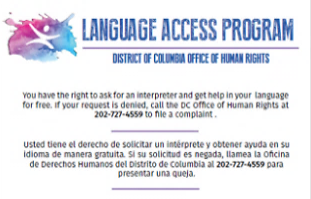 LANGUAGE ACCESS PROGRAM
DISTRICT OF COLUMBIA OFFICE OF HUMAN RIGHTS
You have the right to ask for an interpreter and get help in your language
for free. If your request is denied, call the DC Office of Human Rights at
202-727-4559 to file a complaint .
Usted tiene el derecho de solicitar un intérprete y obtener ayuda en su
idioma de manera gratuita. Si su solicitud es negada, llamea la Oficina
de Derechos Humanos del Distrito de Columbia al 202-727-4559 para
presentar una queja.